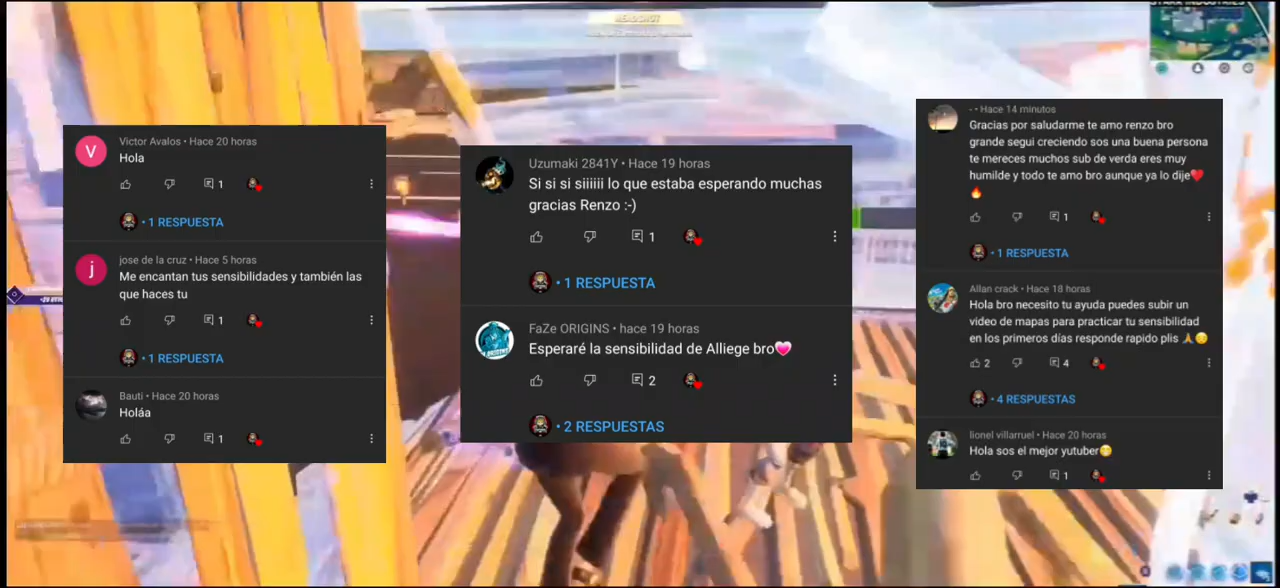 HEADSHOT
STARK INDUSTRIES
V
Victor Avalos • Hace 20 horas
Hola
1
• 1 RESPUESTA
j
jose de la cruz • Hace 5 horas
Me encantan tus sensibilidades y también las
que haces tu
1
• 1 RESPUESTA
Bauti • Hace 20 horas
Holáa
1
Uzumaki 2841Y • Hace 19 horas
Si si si siiiiii lo que estaba esperando muchas
gracias Renzo :-)
1
• 1 RESPUESTA
FaZe ORIGINS • hace 19 horas
Esperaré la sensibilidad de Alliege bro💗
2
• 2 RESPUESTAS
- • Hace 14 minutos
Gracias por saludarme te amo renzo bro
grande segui creciendo sos una buena persona
te mereces muchos sub de verda eres muy
humilde y todo te amo bro aunque ya lo dije❤️
🔥
1
• 1 RESPUESTA
Allan crack • Hace 18 horas
Hola bro necesito tu ayuda puedes subir un
video de mapas para practicar tu sensibilidad
en los primeros días responde rapido plis 🙏😔
2 4
• 4 RESPUESTAS
lionel villarruel • Hace 20 horas
Hola sos el mejor yutuber😊
1